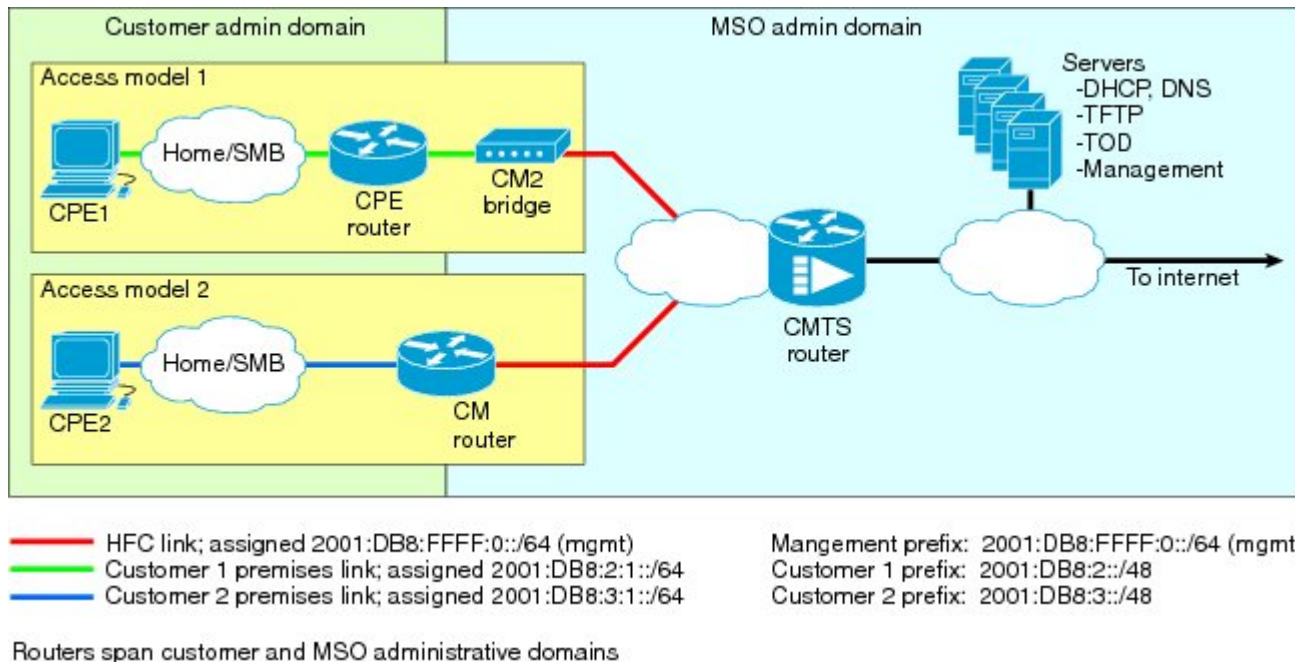 Customer admin domain
MSO admin domain
Access model 1
Home/SMB
CPE1
CPE
router
CM2
bridge
Servers
-DHCP, DNS
-TFTP
-TOD
-Management
Access model 2
Home/SMB
CPE2
CM
router
CMTS
router
To internet
HFC link; assigned 2001:DB8:FFFF:0::/64 (mgmt)
Customer 1 premises link; assigned 2001:DB8:2:1::/64
Customer 2 premises link; assigned 2001:DB8:3:1::/64
Mangement prefix: 2001:DB8:FFFF:0::/64 (mgmt
Customer 1 prefix: 2001:DB8:2::/48
Customer 2 prefix: 2001:DB8:3::/48
Routers span customer and MSO administrative domains